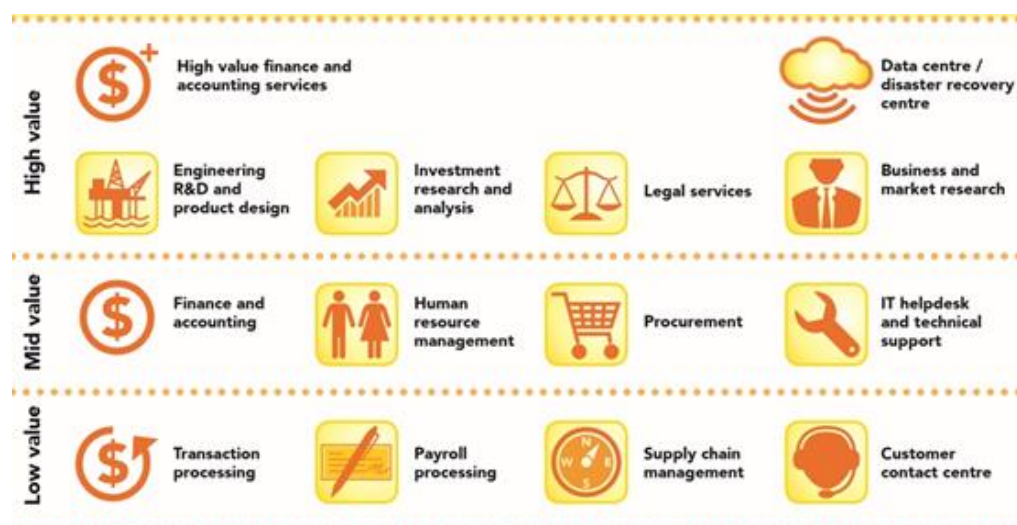 High value
High value finance and
accounting services
Data centre /
disaster recovery
centre
Engineering
R&D and
product design
Investment
research and
analysis
Legal services
Business and
market research
Mid value
Finance and
accounting
Human
resource
management
Procurement
IT helpdesk
and technical
support
Low value
Transaction
processing
Payroll
processing
N
W E
S
Supply chain
management
Customer
contact centre